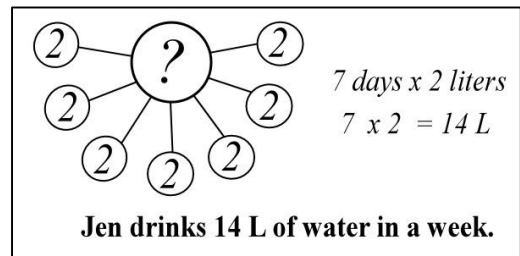 2 ? 2
7 days x 2 liters
2 2
7 x 2 = 14 L
2 2 2
Jen drinks 14 L of water in a week.